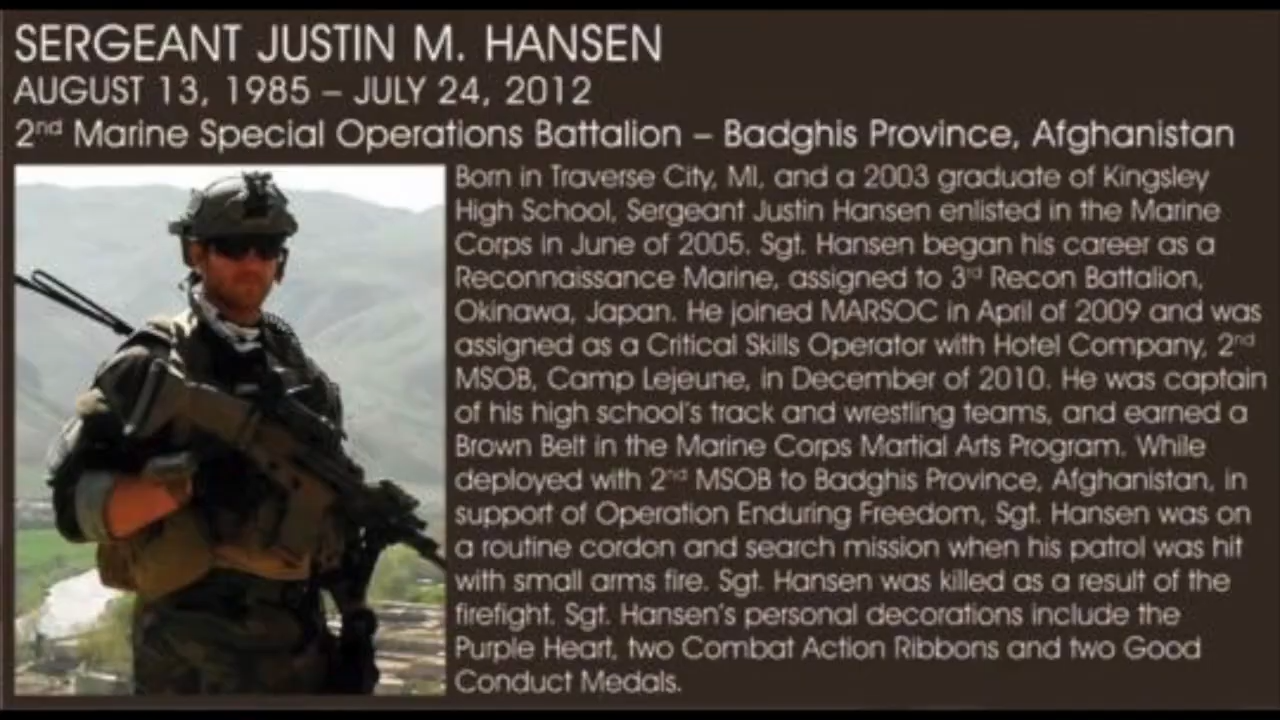 SERGEANT JUSTIN M. HANSEN
AUGUST 13, 1985 – JULY 24, 2012
2nd Marine Special Operations Battalion – Badghis Province, Afghanistan
Born in Traverse City, MI, and a 2003 graduate of Kingsley
High School, Sergeant Justin Hansen enlisted in the Marine
Corps in June of 2005. Sgt. Hansen began his career as a
Reconnaissance Marine, assigned to 3rd Recon Battalion,
Okinawa, Japan. He joined MARSOC in April of 2009 and was
assigned as a Critical Skills Operator with Hotel Company, 2nd
MSOB, Camp Lejeune, in December of 2010. He was captain
of his high school's track and wrestling teams, and earned a
Brown Belt in the Marine Corps Martial Arts Program. While
deployed with 2nd MSOB to Badghis Province, Afghanistan, in
support of Operation Enduring Freedom, Sgt. Hansen was on
a routine cordon and search mission when his patrol was hit
with small arms fire. Sgt. Hansen was killed as a result of the
firefight. Sgt. Hansen's personal decorations include the
Purple Heart, two Combat Action Ribbons and two Good
Conduct Medals.